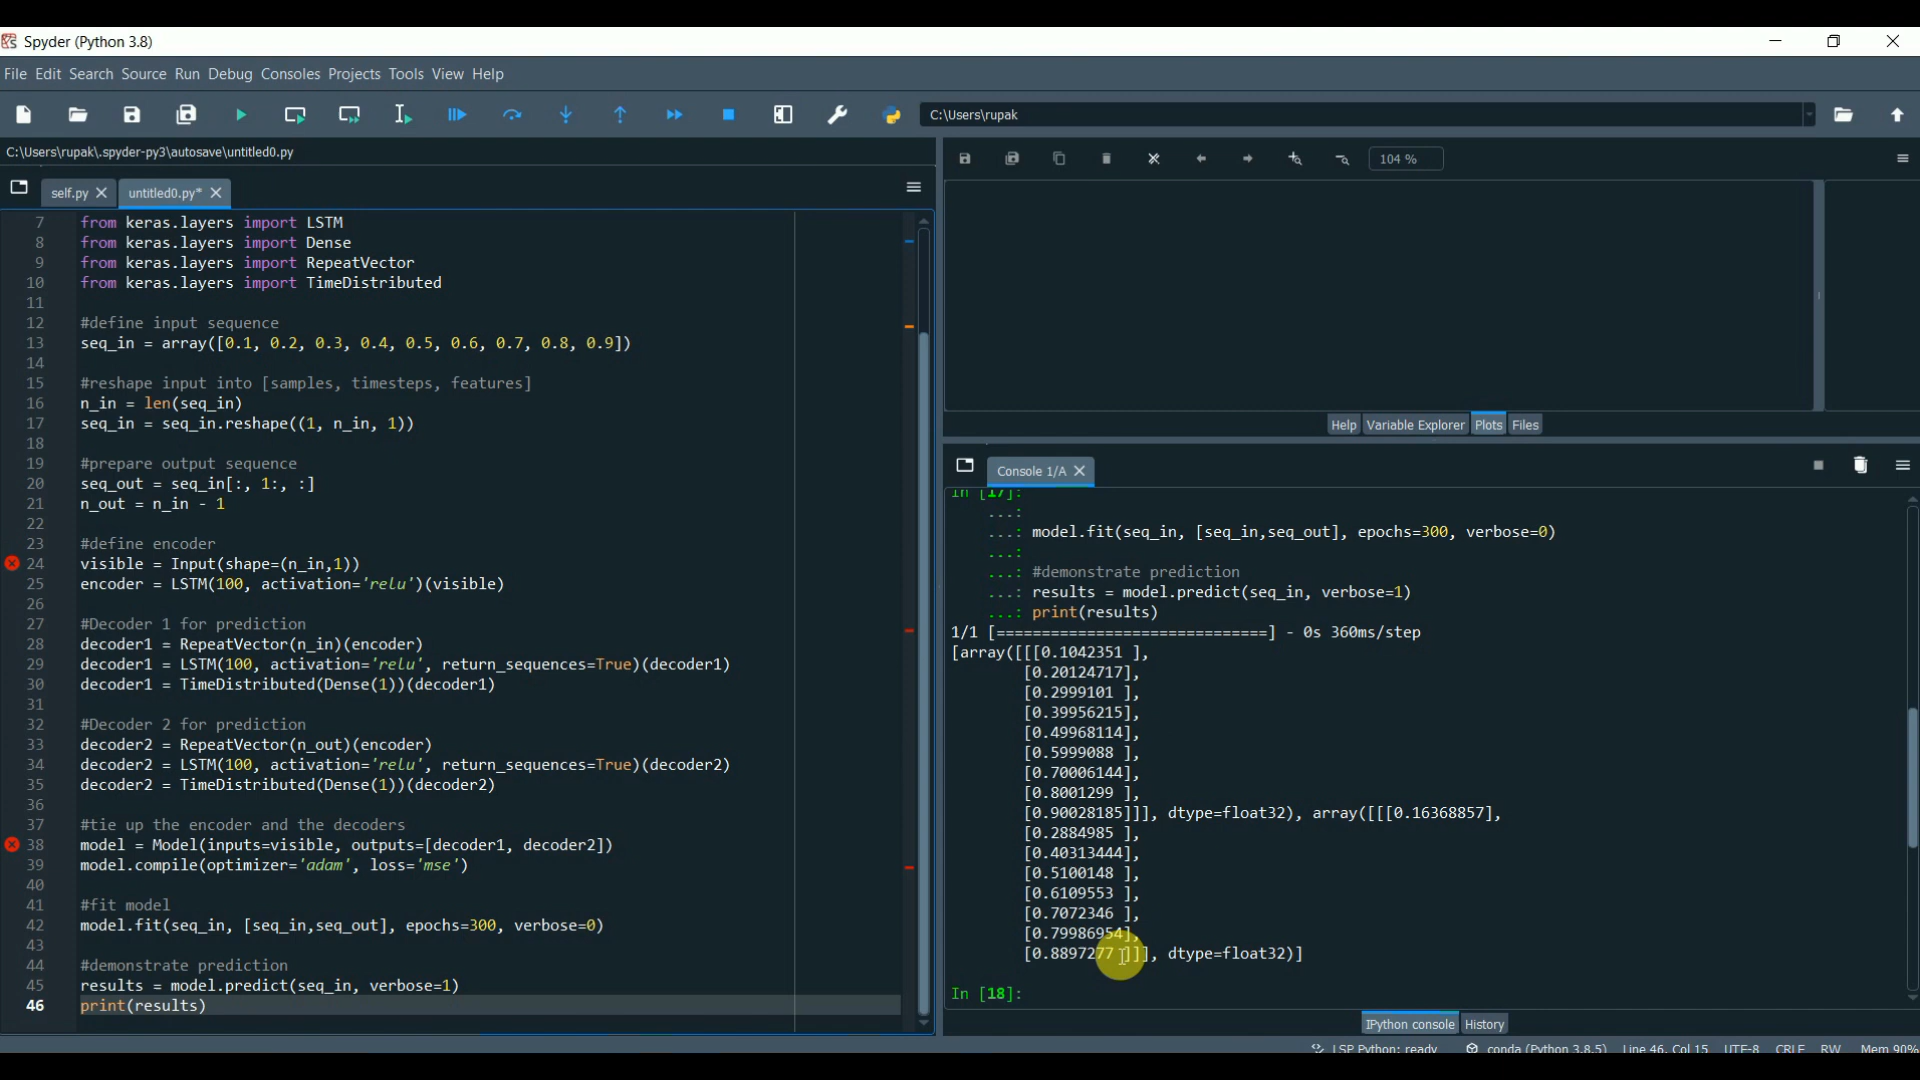 Spyder (Python 3.8)
File Edit Search Source Run Debug Consoles Projects Tools View Help
C:\Users\rupak
C:\Users\rupak\.spyder-py3\autosave\untitled0.py
104 %
self.py
untitled0.py*
7 from keras.layers import LSTM
8 from keras.layers import Dense
9 from keras.layers import RepeatVector
10 from keras.layers import TimeDistributed
11
12 #define input sequence
13 seq_in = array([0.1, 0.2, 0.3, 0.4, 0.5, 0.6, 0.7, 0.8, 0.9])
14
15 #reshape input into [samples, timesteps, features]
16 n_in = len(seq_in)
17 seq_in = seq_in.reshape((1, n_in, 1))
18
19 #prepare output sequence
20 seq_out = seq_in[:, 1:, :]
21 n_out = n_in - 1
22
23 #define encoder
24 visible = Input(shape=(n_in,1))
25 encoder = LSTM(100, activation='relu')(visible)
26
27 #Decoder 1 for prediction
28 decoder1 = RepeatVector(n_in)(encoder)
29 decoder1 = LSTM(100, activation='relu', return_sequences=True)(decoder1)
30 decoder1 = TimeDistributed(Dense(1))(decoder1)
31
32 #Decoder 2 for prediction
33 decoder2 = RepeatVector(n_out)(encoder)
34 decoder2 = LSTM(100, activation='relu', return_sequences=True)(decoder2)
35 decoder2 = TimeDistributed(Dense(1))(decoder2)
36
37 #tie up the encoder and the decoders
38 model = Model(inputs=visible, outputs=[decoder1, decoder2])
39 model.compile(optimizer='adam', loss='mse')
40
41 #fit model
42 model.fit(seq_in, [seq_in,seq_out], epochs=300, verbose=0)
43
44 #demonstrate prediction
45 results = model.predict(seq_in, verbose=1)
46 print(results)
Help Variable Explorer Plots Files
Console 1/A
In [17]:
...:
...: model.fit(seq_in, [seq_in,seq_out], epochs=300, verbose=0)
...:
...: #demonstrate prediction
...: results = model.predict(seq_in, verbose=1)
...: print(results)
1/1 [==============================] - 0s 360ms/step
[array([[[0.1042351 ],
[0.20124717],
[0.2999101 ],
[0.39956215],
[0.49968114],
[0.5999088 ],
[0.70006144],
[0.8001299 ],
[0.90028185]]], dtype=float32), array([[[0.16368857],
[0.2884985 ],
[0.40313444],
[0.5100148 ],
[0.6109553 ],
[0.7072346 ],
[0.79986954],
[0.8897277 ]]], dtype=float32)]
In [18]:
IPython console History
LSP Python: ready conda (Python 3.8.5) Line 46, Col 15 UTF-8 CRLF RW Mem 90%